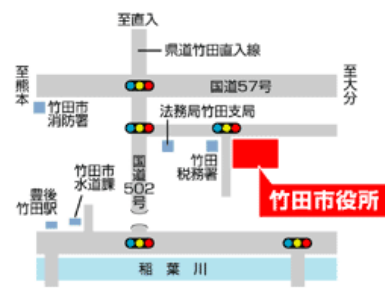 至直入
県道竹田直入線
至熊本
国道57号
至大分
竹田市
消防署
法務局竹田支局
国道502号
竹田
税務署
竹田市
水道課
竹田市役所
豊後
竹田駅
稲葉川